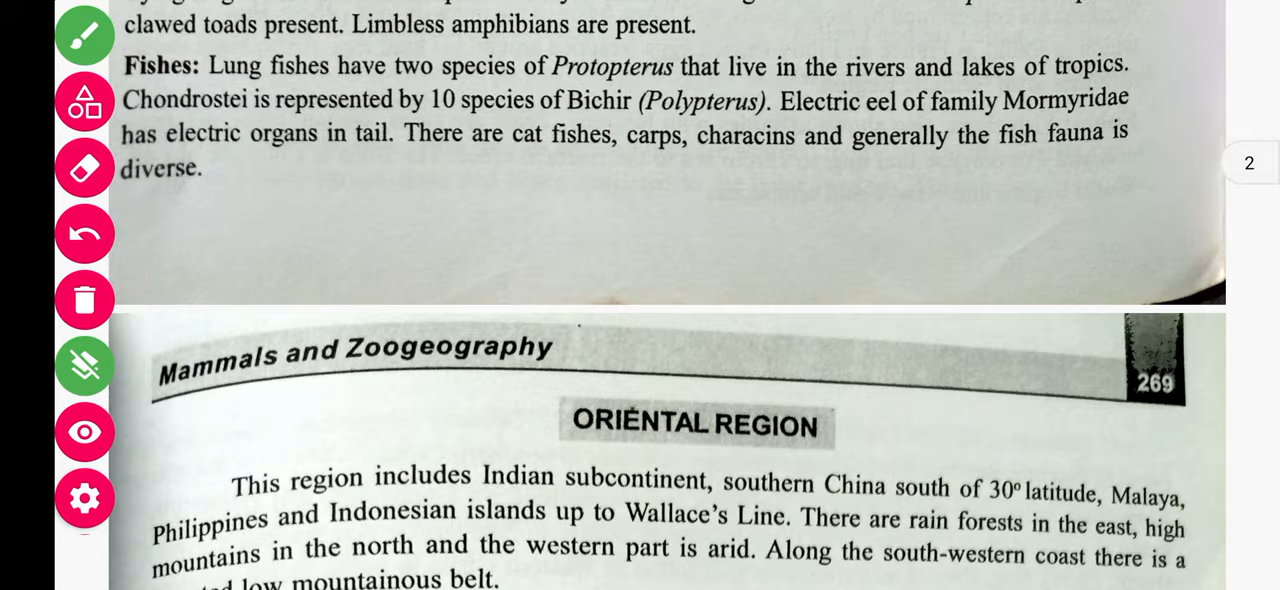 clawed toads present. Limbless amphibians are present.
Fishes: Lung fishes have two species of Protopterus that live in the rivers and lakes of tropics.
Chondrostei is represented by 10 species of Bichir (Polypterus). Electric eel of family Mormyridae
has electric organs in tail. There are cat fishes, carps, characins and generally the fish fauna is
diverse.
2
Mammals and Zoogeography
269
ORIENTAL REGION
This region includes Indian subcontinent, southern China south of 30º latitude, Malaya,
Philippines and Indonesian islands up to Wallace's Line. There are rain forests in the east, high
mountains in the north and the western part is arid. Along the south-western coast there is a
low mountainous belt.